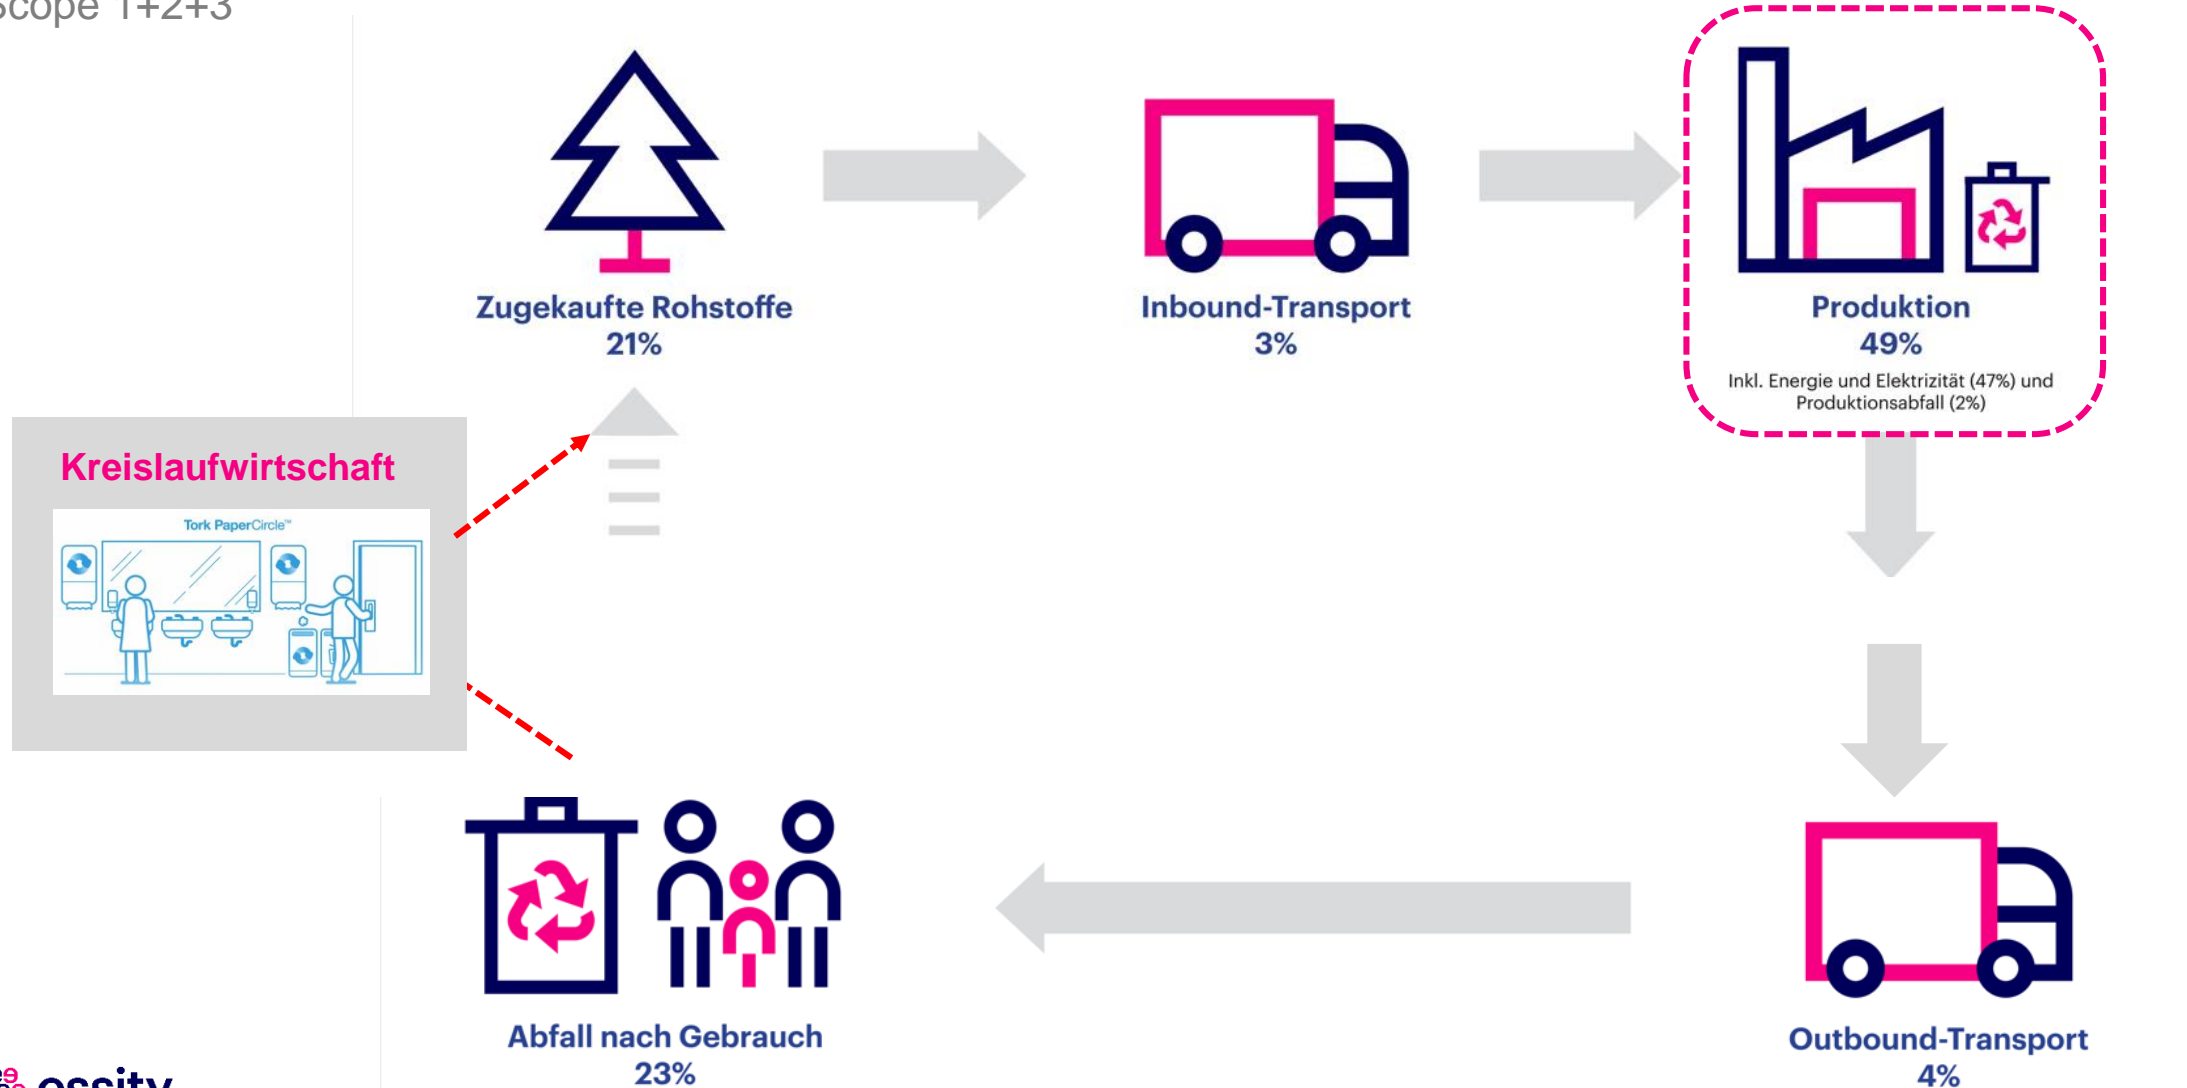 Scope 1+2+3
Zugekaufte Rohstoffe
21%
Inbound-Transport
3%
Produktion
49%
Inkl. Energie und Elektrizität (47%) und
Produktionsabfall (2%)
Kreislaufwirtschaft
Tork PaperCircle™
Abfall nach Gebrauch
23%
Outbound-Transport
4%
essity